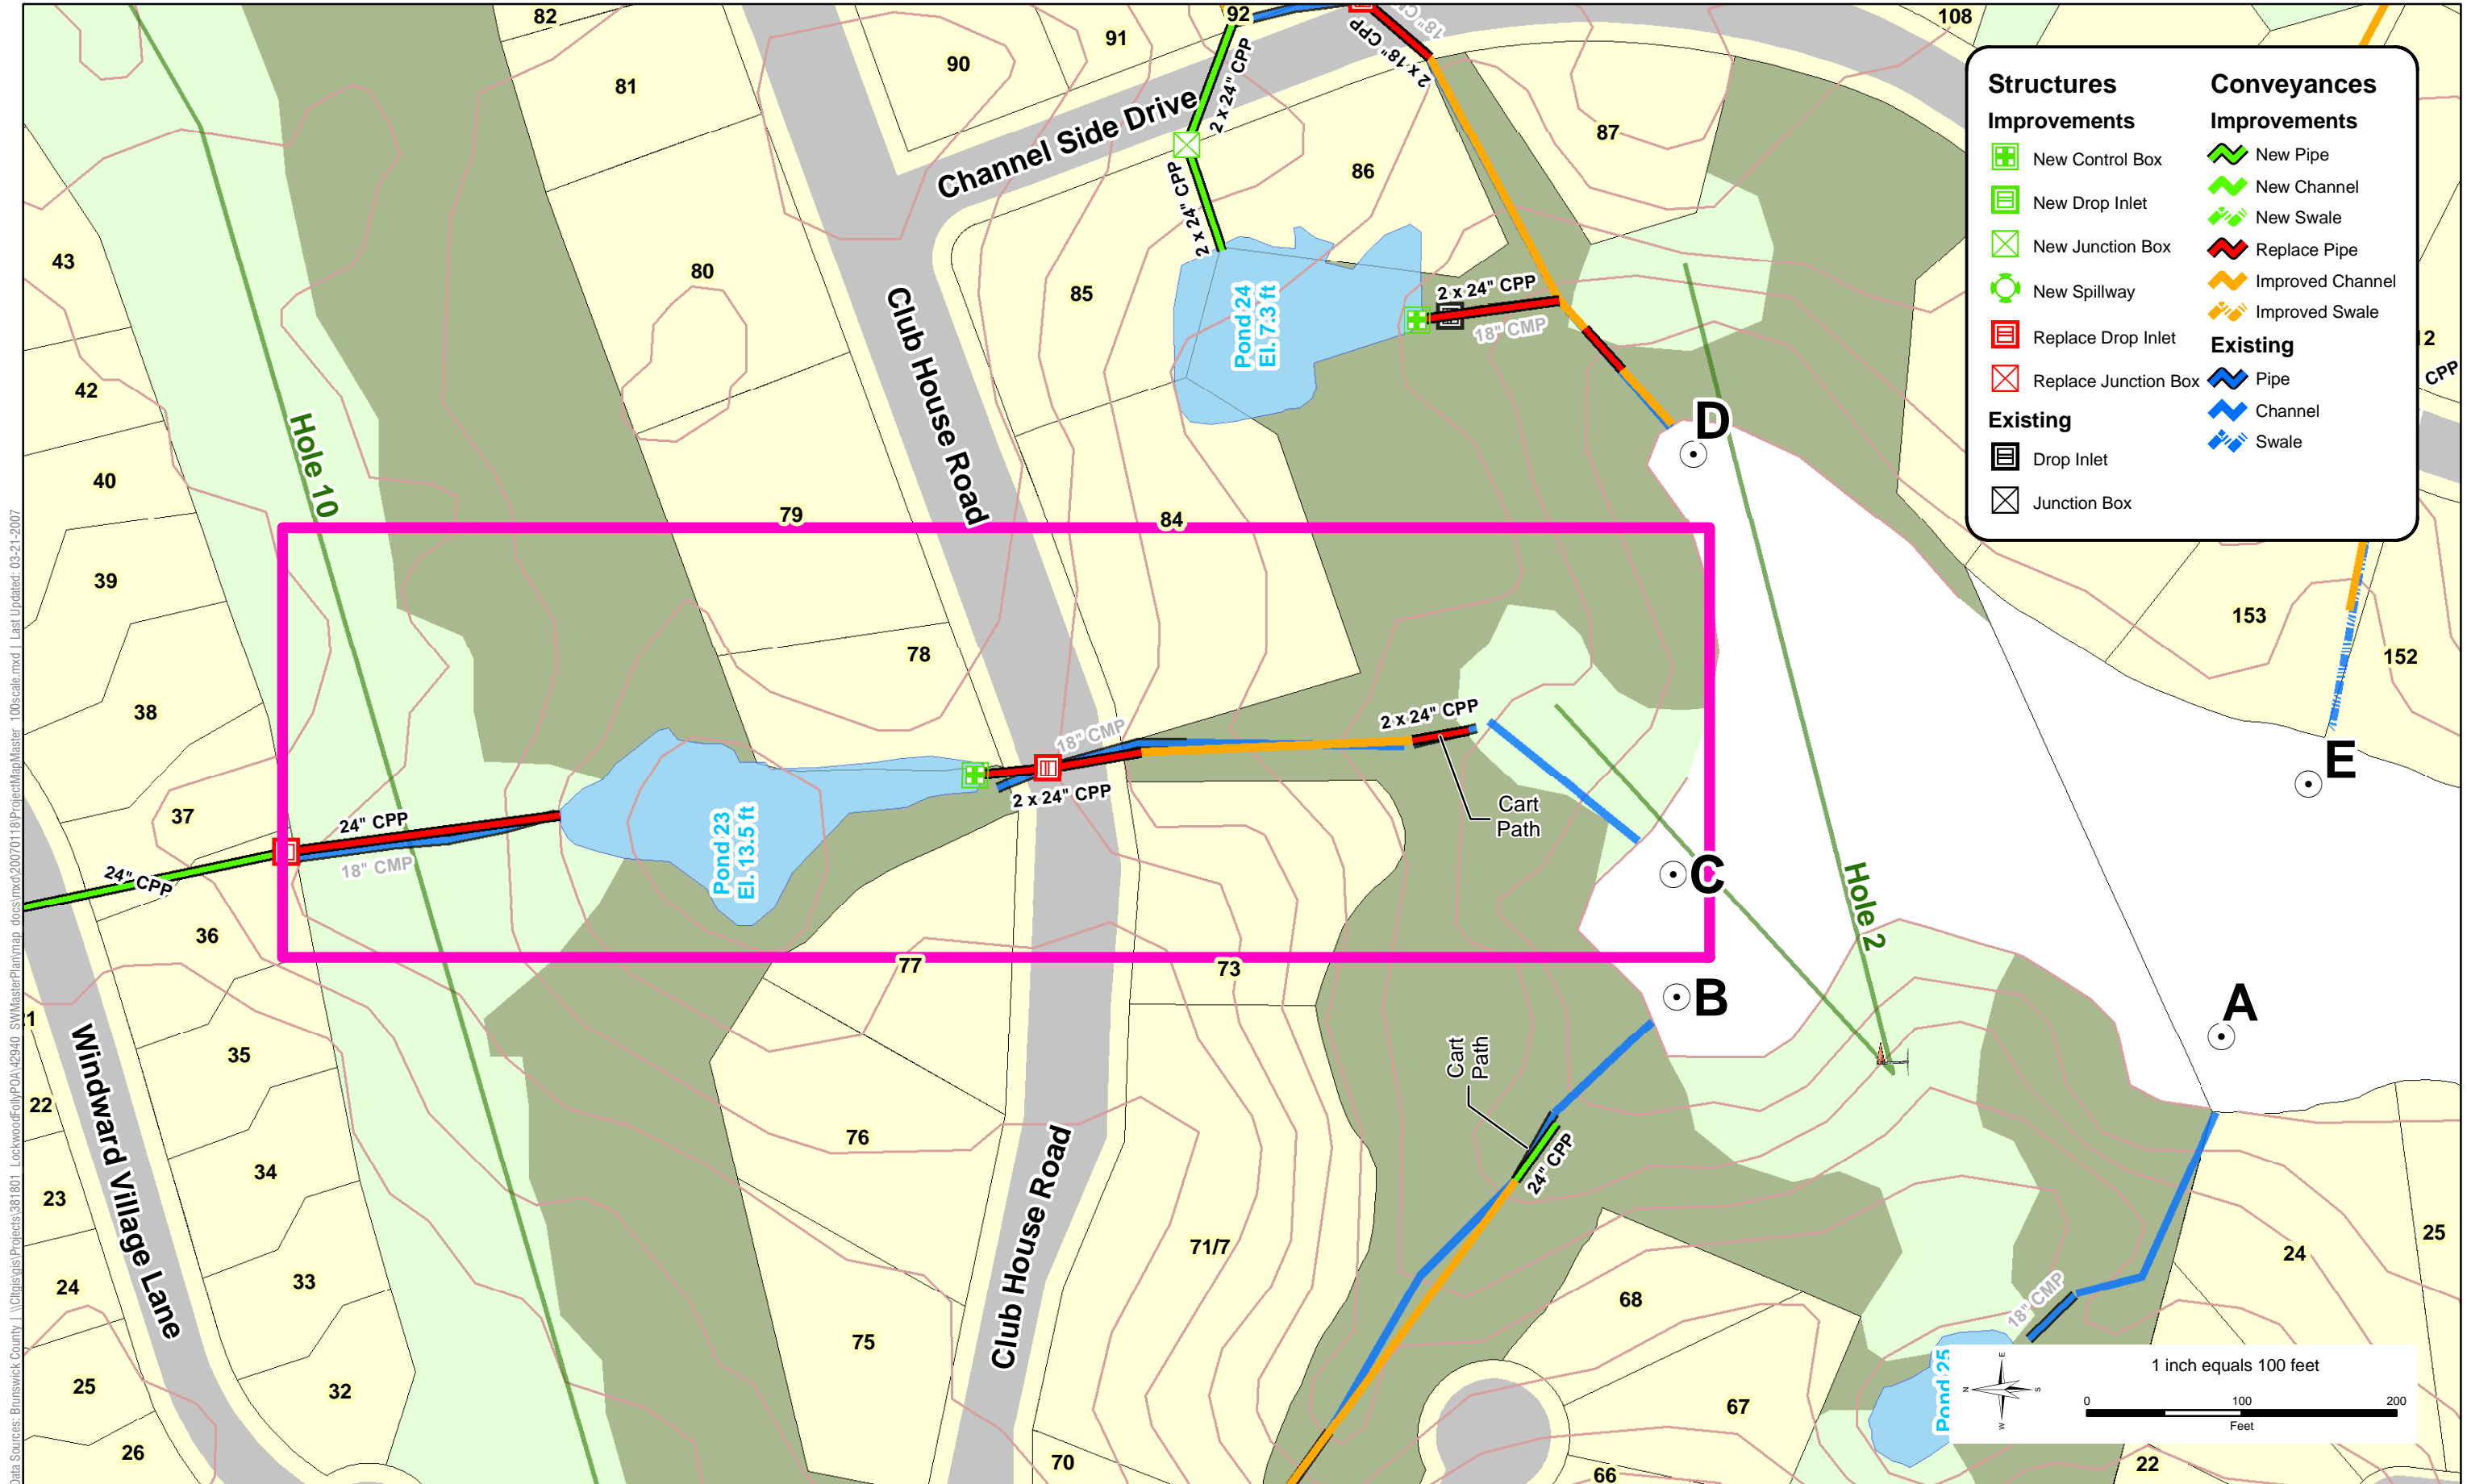 82
92
91
90
81
80
43
42
40
39
38
37
36
35
34
33
32
22
23
24
25
26
79
78
77
76
75
84
85
86
87
108
73
71/7
70
68
67
66
153
152
24
25
22
12
CPP
Channel Side Drive
Club House Road
Club House Road
Windward Village Lane
Hole 10
Hole 2
2 x 24" CPP
2 x 24" CPP
2 x 18" CPP
Pond 24
El. 7.3 ft
2 x 24" CPP
18" CMP
D
18" CMP
2 x 24" CPP
2 x 24" CPP
Cart
Path
24" CPP
18" CMP
24" CPP
Pond 23
El. 13.5 ft
C
B
A
E
Cart
Path
24" CPP
18" CMP
Pond 25
Structures
Improvements
New Control Box
New Drop Inlet
New Junction Box
New Spillway
Replace Drop Inlet
Replace Junction Box
Existing
Drop Inlet
Junction Box
Conveyances
Improvements
New Pipe
New Channel
New Swale
Replace Pipe
Improved Channel
Improved Swale
Existing
Pipe
Channel
Swale
N
E
S
W
1 inch equals 100 feet
0 100 200
Feet